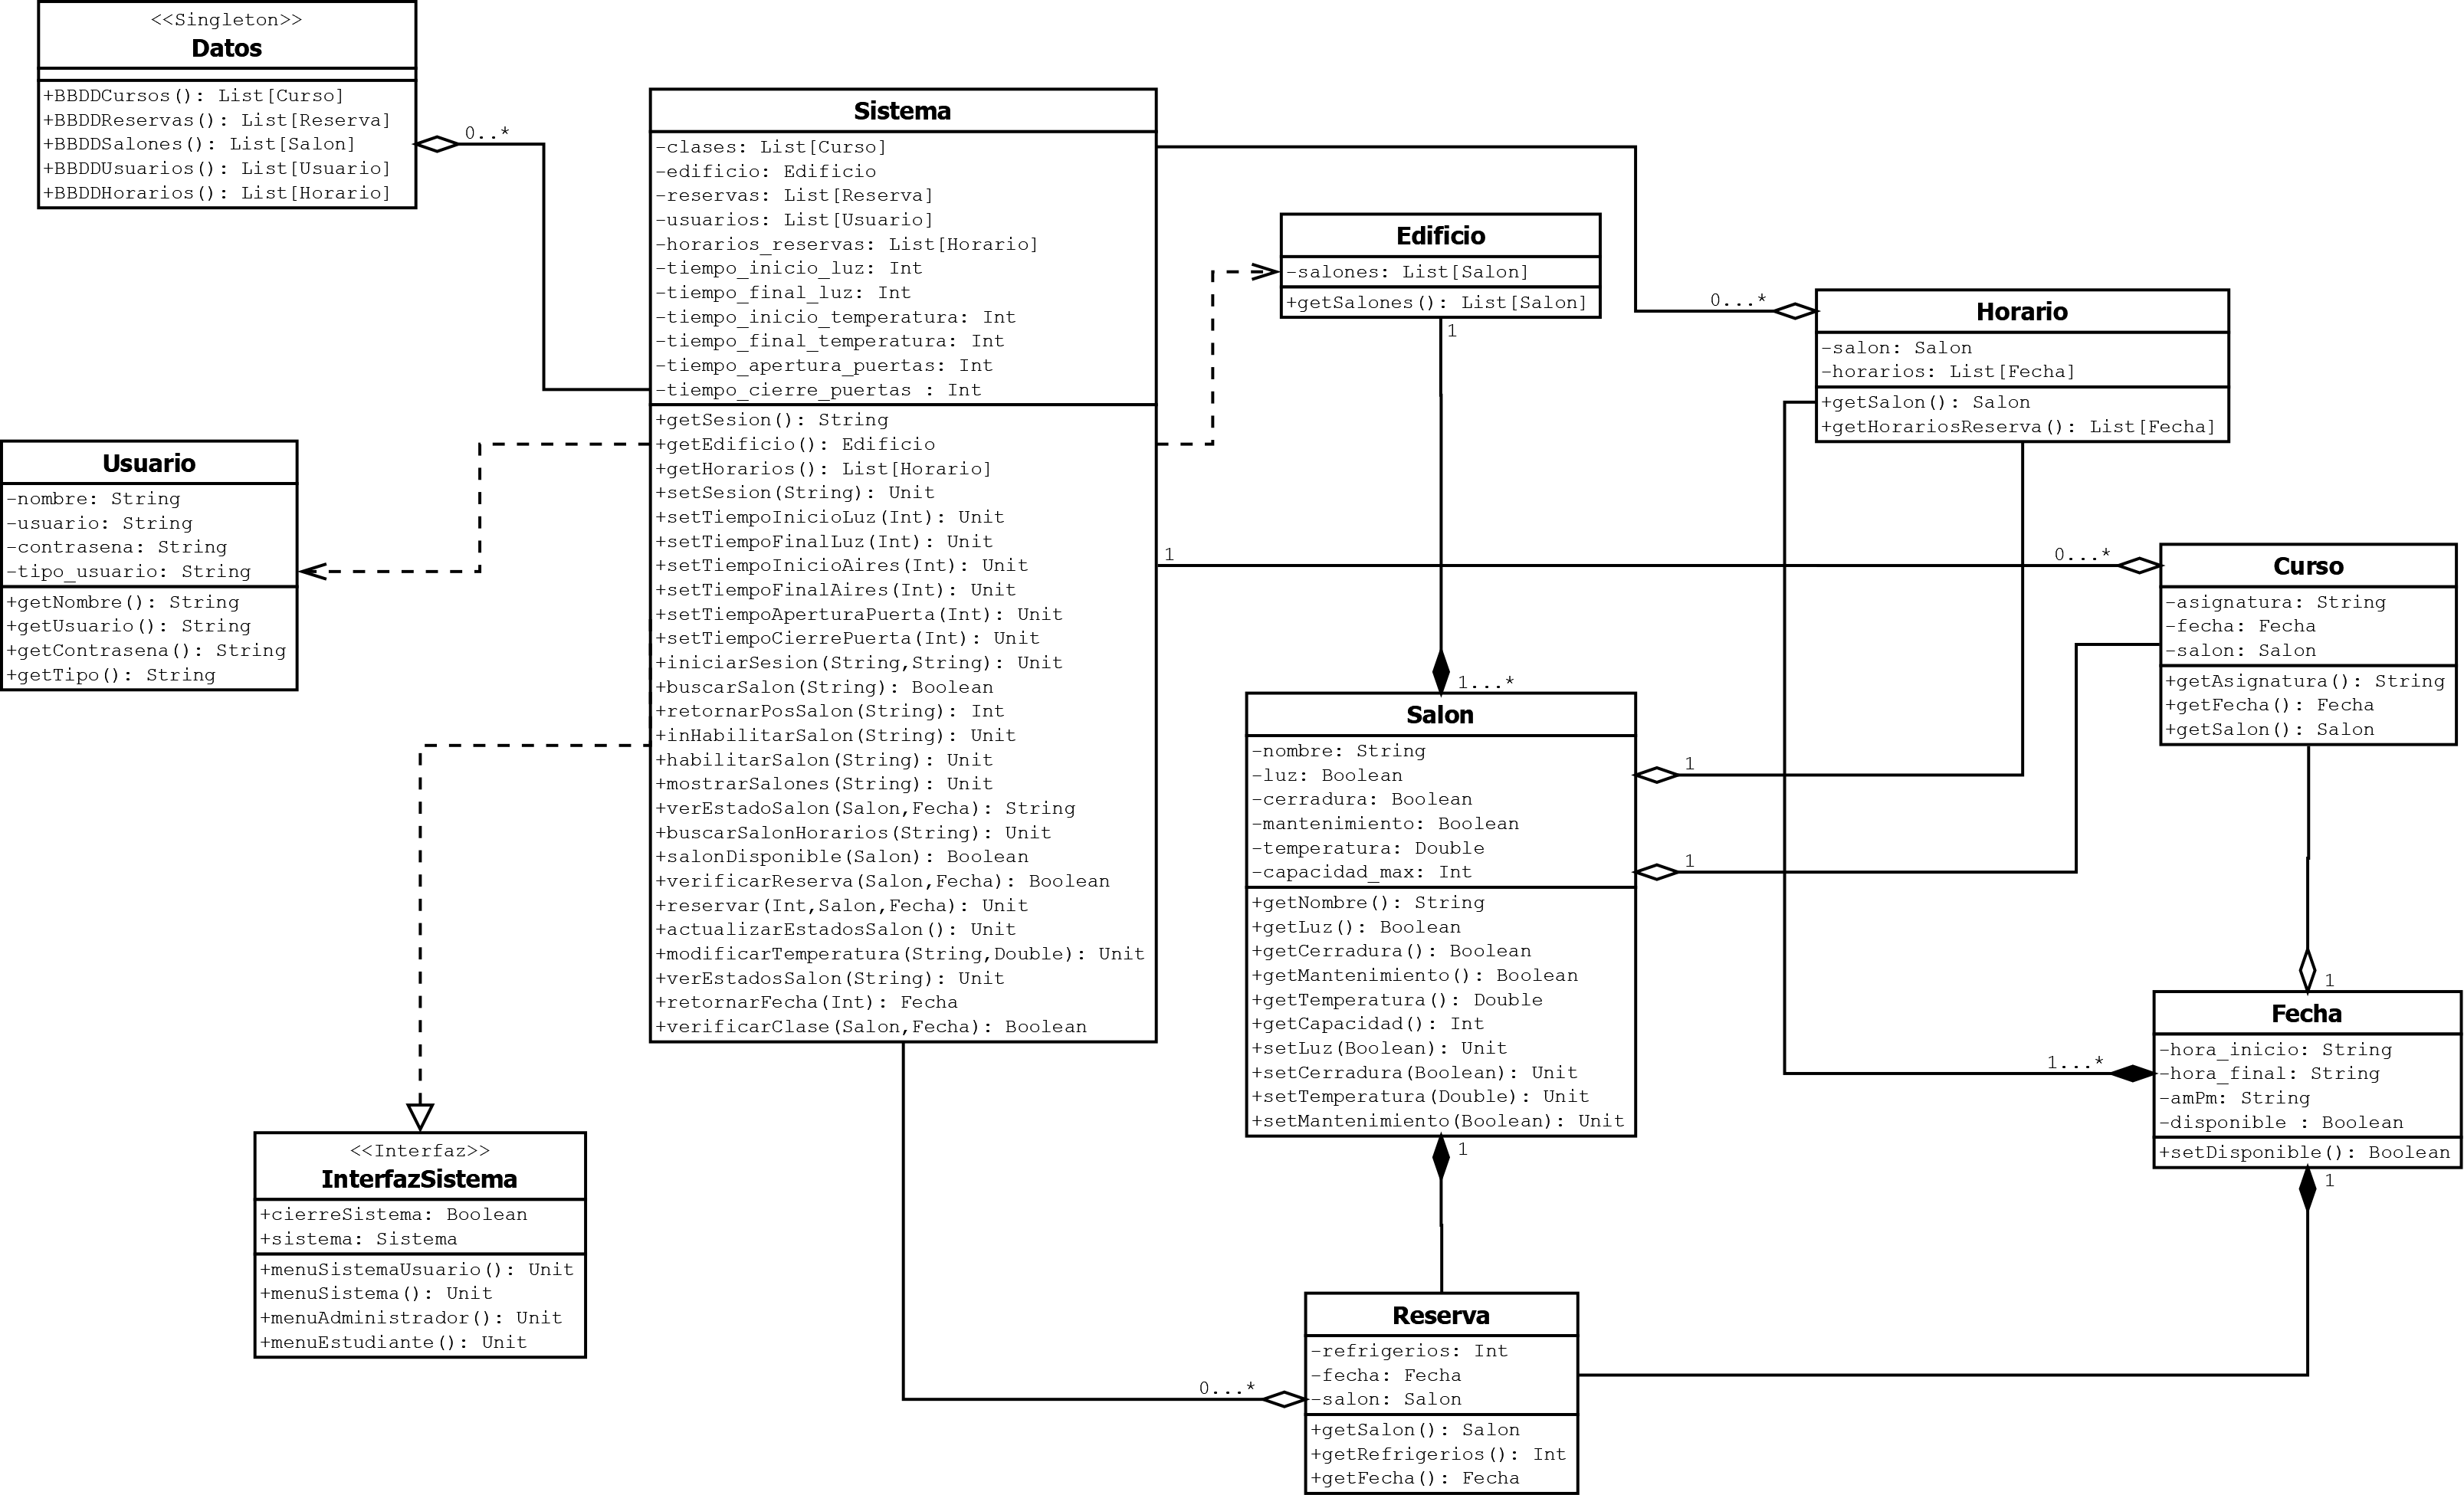 <<Singleton>>
Datos
+BBDDCursos(): List[Curso]
+BBDDReservas(): List[Reserva]
+BBDDSalones(): List[Salon]
+BBDDUsuarios(): List[Usuario]
+BBDDHorarios(): List[Horario]
0..*
Sistema
-clases: List[Curso]
-edificio: Edificio
-reservas: List[Reserva]
-usuarios: List[Usuario]
-horarios_reservas: List[Horario]
-tiempo_inicio_luz: Int
-tiempo_final_luz: Int
-tiempo_inicio_temperatura: Int
-tiempo_final_temperatura: Int
-tiempo_apertura_puertas: Int
-tiempo_cierre_puertas : Int
+getSesion(): String
+getEdificio(): Edificio
+getHorarios(): List[Horario]
+setSesion(String): Unit
+setTiempoInicioLuz(Int): Unit
+setTiempoFinalLuz(Int): Unit
+setTiempoInicioAires(Int): Unit
+setTiempoFinalAires(Int): Unit
+setTiempoAperturaPuerta(Int): Unit
+setTiempoCierrePuerta(Int): Unit
+iniciarSesion(String,String): Unit
+buscarSalon(String): Boolean
+retornarPosSalon(String): Int
+inHabilitarSalon(String): Unit
+habilitarSalon(String): Unit
+mostrarSalones(String): Unit
+verEstadoSalon(Salon,Fecha): String
+buscarSalonHorarios(String): Unit
+salonDisponible(Salon): Boolean
+verificarReserva(Salon,Fecha): Boolean
+reservar(Int,Salon,Fecha): Unit
+actualizarEstadosSalon(): Unit
+modificarTemperatura(String,Double): Unit
+verEstadosSalon(String): Unit
+retornarFecha(Int): Fecha
+verificarClase(Salon,Fecha): Boolean
Edificio
-salones: List[Salon]
+getSalones(): List[Salon]
1
0...*
Horario
-salon: Salon
-horarios: List[Fecha]
+getSalon(): Salon
+getHorariosReserva(): List[Fecha]
Usuario
-nombre: String
-usuario: String
-contrasena: String
-tipo_usuario: String
+getNombre(): String
+getUsuario(): String
+getContrasena(): String
+getTipo(): String
1
0...*
Curso
-asignatura: String
-fecha: Fecha
-salon: Salon
+getAsignatura(): String
+getFecha(): Fecha
+getSalon(): Salon
1...*
Salon
-nombre: String
-luz: Boolean
-cerradura: Boolean
-mantenimiento: Boolean
-temperatura: Double
-capacidad_max: Int
+getNombre(): String
+getLuz(): Boolean
+getCerradura(): Boolean
+getMantenimiento(): Boolean
+getTemperatura(): Double
+getCapacidad(): Int
+setLuz(Boolean): Unit
+setCerradura(Boolean): Unit
+setTemperatura(Double): Unit
+setMantenimiento(Boolean): Unit
1
1
1
1
Fecha
-hora_inicio: String
-hora_final: String
-amPm: String
-disponible : Boolean
+setDisponible(): Boolean
1...*
1
<<Interfaz>>
InterfazSistema
+cierreSistema: Boolean
+sistema: Sistema
+menuSistemaUsuario(): Unit
+menuSistema(): Unit
+menuAdministrador(): Unit
+menuEstudiante(): Unit
0...*
Reserva
-refrigerios: Int
-fecha: Fecha
-salon: Salon
+getSalon(): Salon
+getRefrigerios(): Int
+getFecha(): Fecha